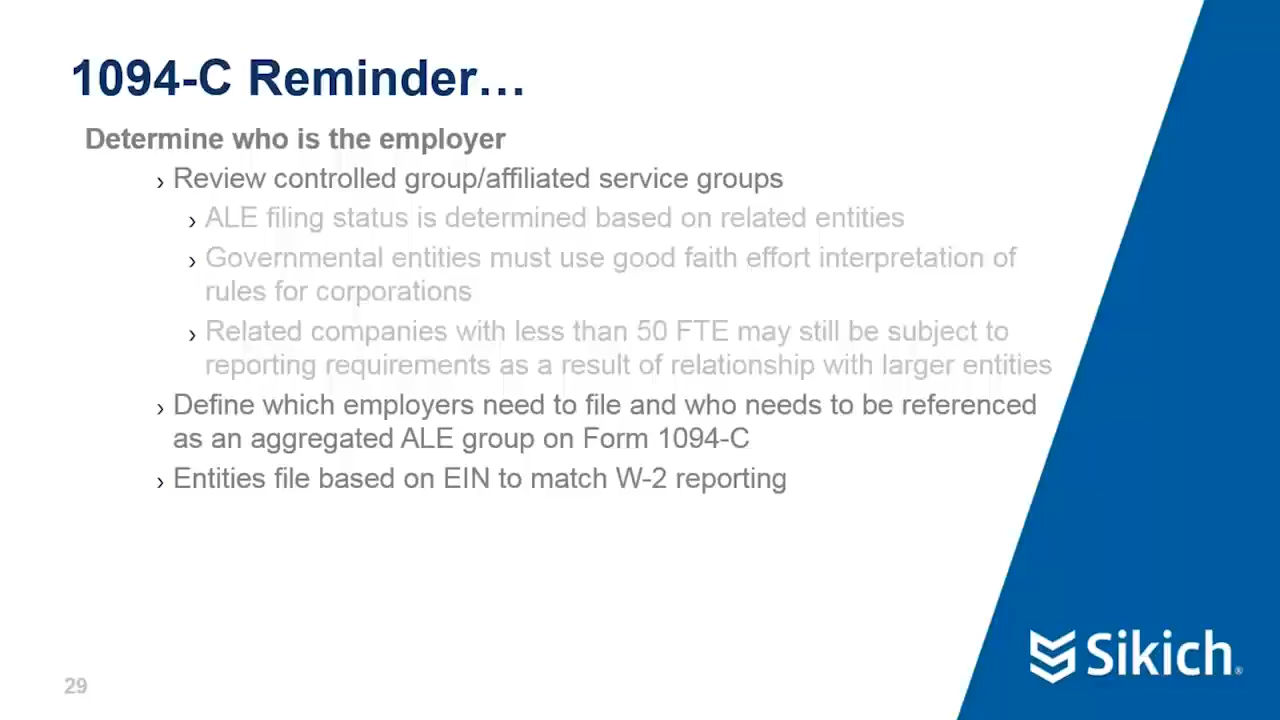 1094-C Reminder…
Determine who is the employer
› Review controlled group/affiliated service groups
› ALE filing status is determined based on related entities
› Governmental entities must use good faith effort interpretation of
rules for corporations
› Related companies with less than 50 FTE may still be subject to
reporting requirements as a result of relationship with larger entities
› Define which employers need to file and who needs to be referenced
as an aggregated ALE group on Form 1094-C
› Entities file based on EIN to match W-2 reporting
Sikich®
29